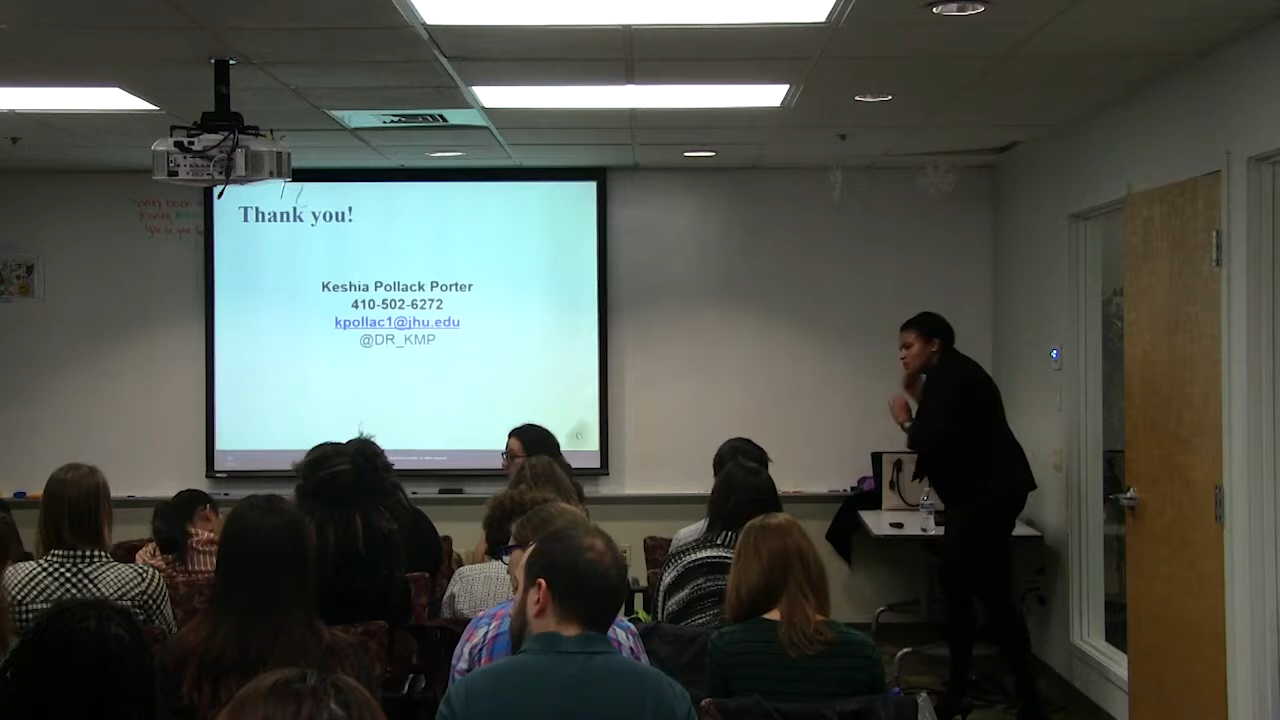 Thank you!
Keshia Pollack Porter
410-502-6272
kpollac1@jhu.edu
@DR_KMP